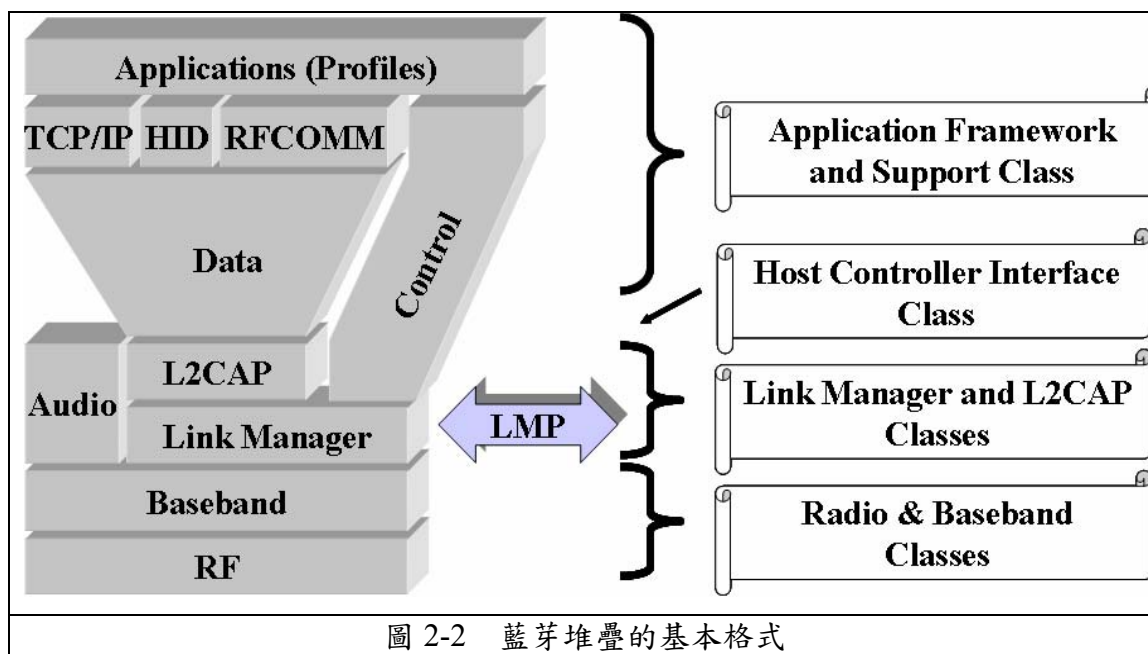 Applications (Profiles)
TCP/IP HID RFCOMM
Data
Control
Audio
L2CAP
Link Manager
Baseband
RF
LMP
Application Framework
and Support Class
Host Controller Interface
Class
Link Manager and L2CAP
Classes
Radio & Baseband
Classes
圖 2-2 藍芽堆疊的基本格式